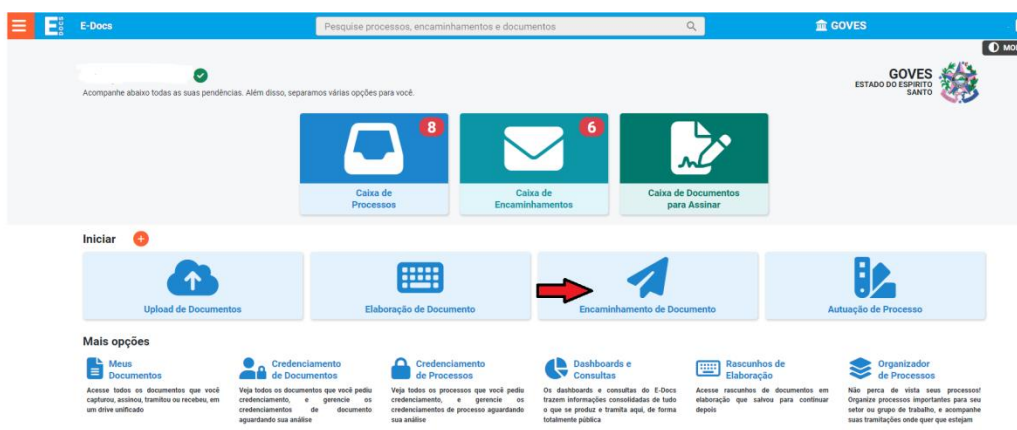 E DOCS E-Docs Pesquise processos, encaminhamentos e documentos GOVES
Acompanhe abaixo todas as suas pendências. Além disso, separamos várias opções para você.
GOVES
ESTADO DO ESPIRITO
SANTO
8
Caixa de
Processos
6
Caixa de
Encaminhamentos
Caixa de Documentos
para Assinar
Iniciar
Upload de Documentos
Elaboração de Documento
Encaminhamento de Documento
Autuação de Processo
Mais opções
Meus
Documentos
Acesse todos os documentos que você
capturou, assinou, tramitou ou recebeu, em
um drive unificado
Credenciamento
de Documentos
Veja todos os documentos que você pediu
credenciamento, e gerencie os
credenciamentos de documento
aguardando sua análise
Credenciamento
de Processos
Veja todos os processos que você pediu
credenciamento, e gerencie os
credenciamentos de processo aguardando
sua análise
Dashboards e
Consultas
Os dashboards e consultas do E-Docs
trazem informações consolidadas de tudo
o que se produz e tramita aqui, de forma
totalmente pública
Rascunhos de
Elaboração
Acesse rascunhos de documentos em
elaboração que salvou para continuar
depois
Organizador
de Processos
Não perca de vista seus processos!
Organize processos importantes para seu
setor ou grupo de trabalho, e acompanhe
suas tramitações onde quer que estejam